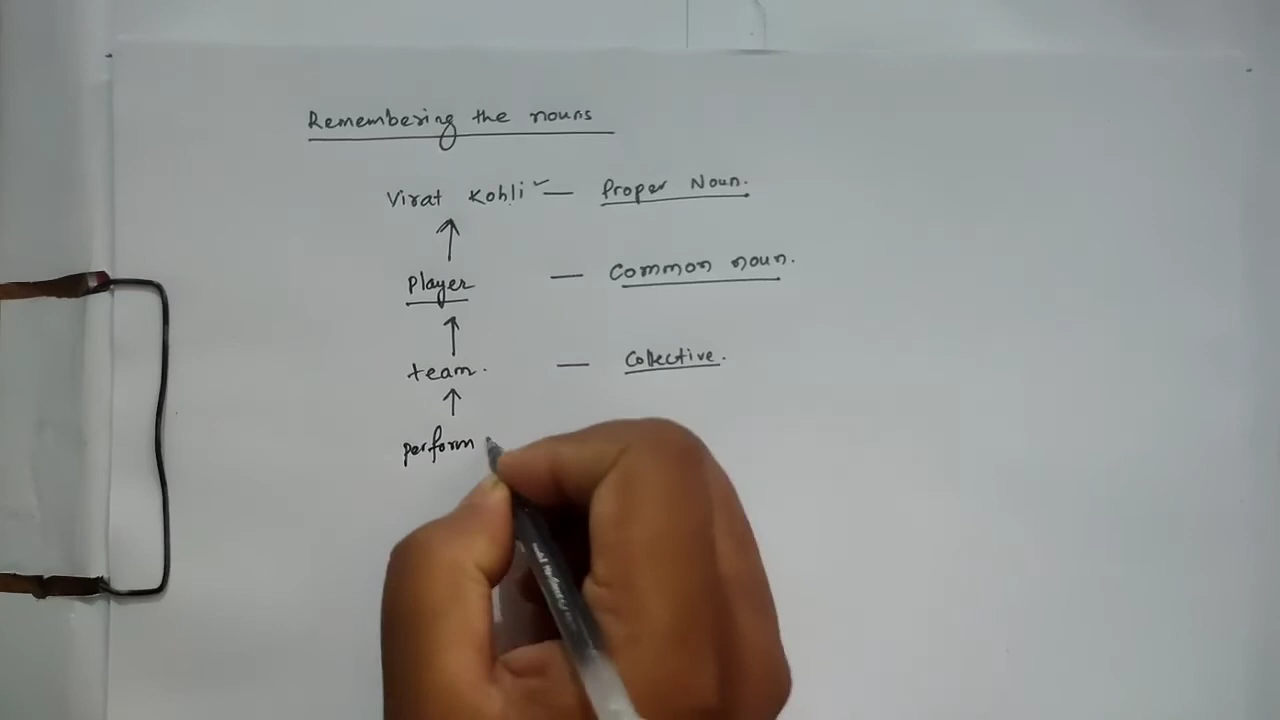 Remembering the nouns
Virat Kohli — Proper Noun.
Player — Common noun.
team. — Collective.
perform